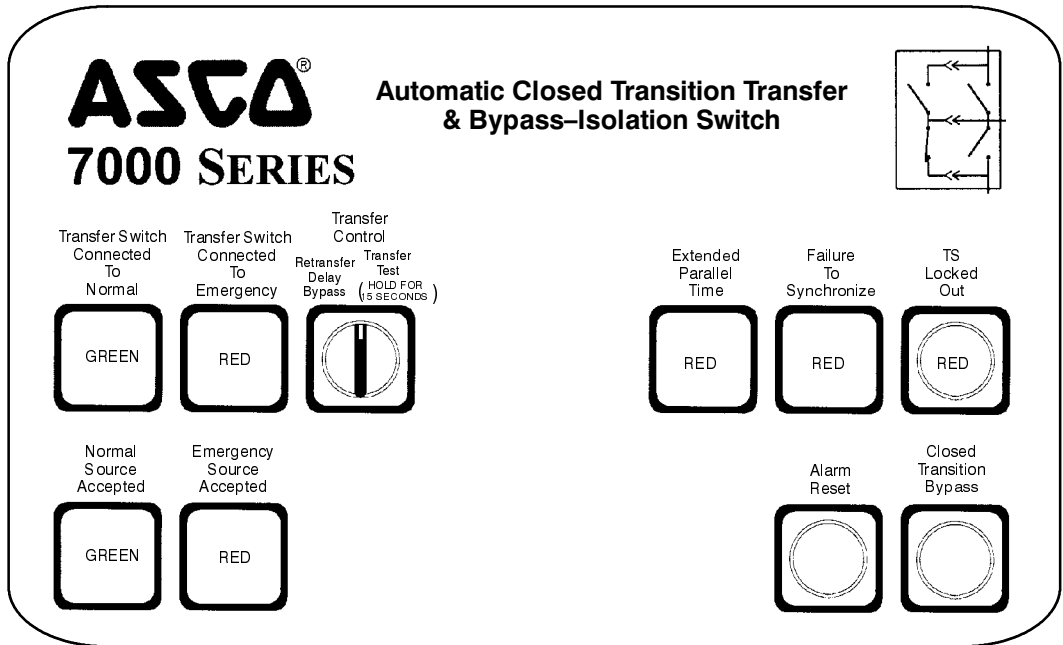 ASCO®
7000 SERIES
Automatic Closed Transition Transfer
& Bypass–Isolation Switch
Transfer Switch
Connected
To
Normal
GREEN
Transfer Switch
Connected
To
Emergency
RED
Transfer
Control
Retransfer
Delay
Bypass
Transfer
Test
(HOLD FOR
15 SECONDS)
Extended
Parallel
Time
RED
Failure
To
Synchronize
RED
TS
Locked
Out
RED
Normal
Source
Accepted
GREEN
Emergency
Source
Accepted
RED
Alarm
Reset
Closed
Transition
Bypass